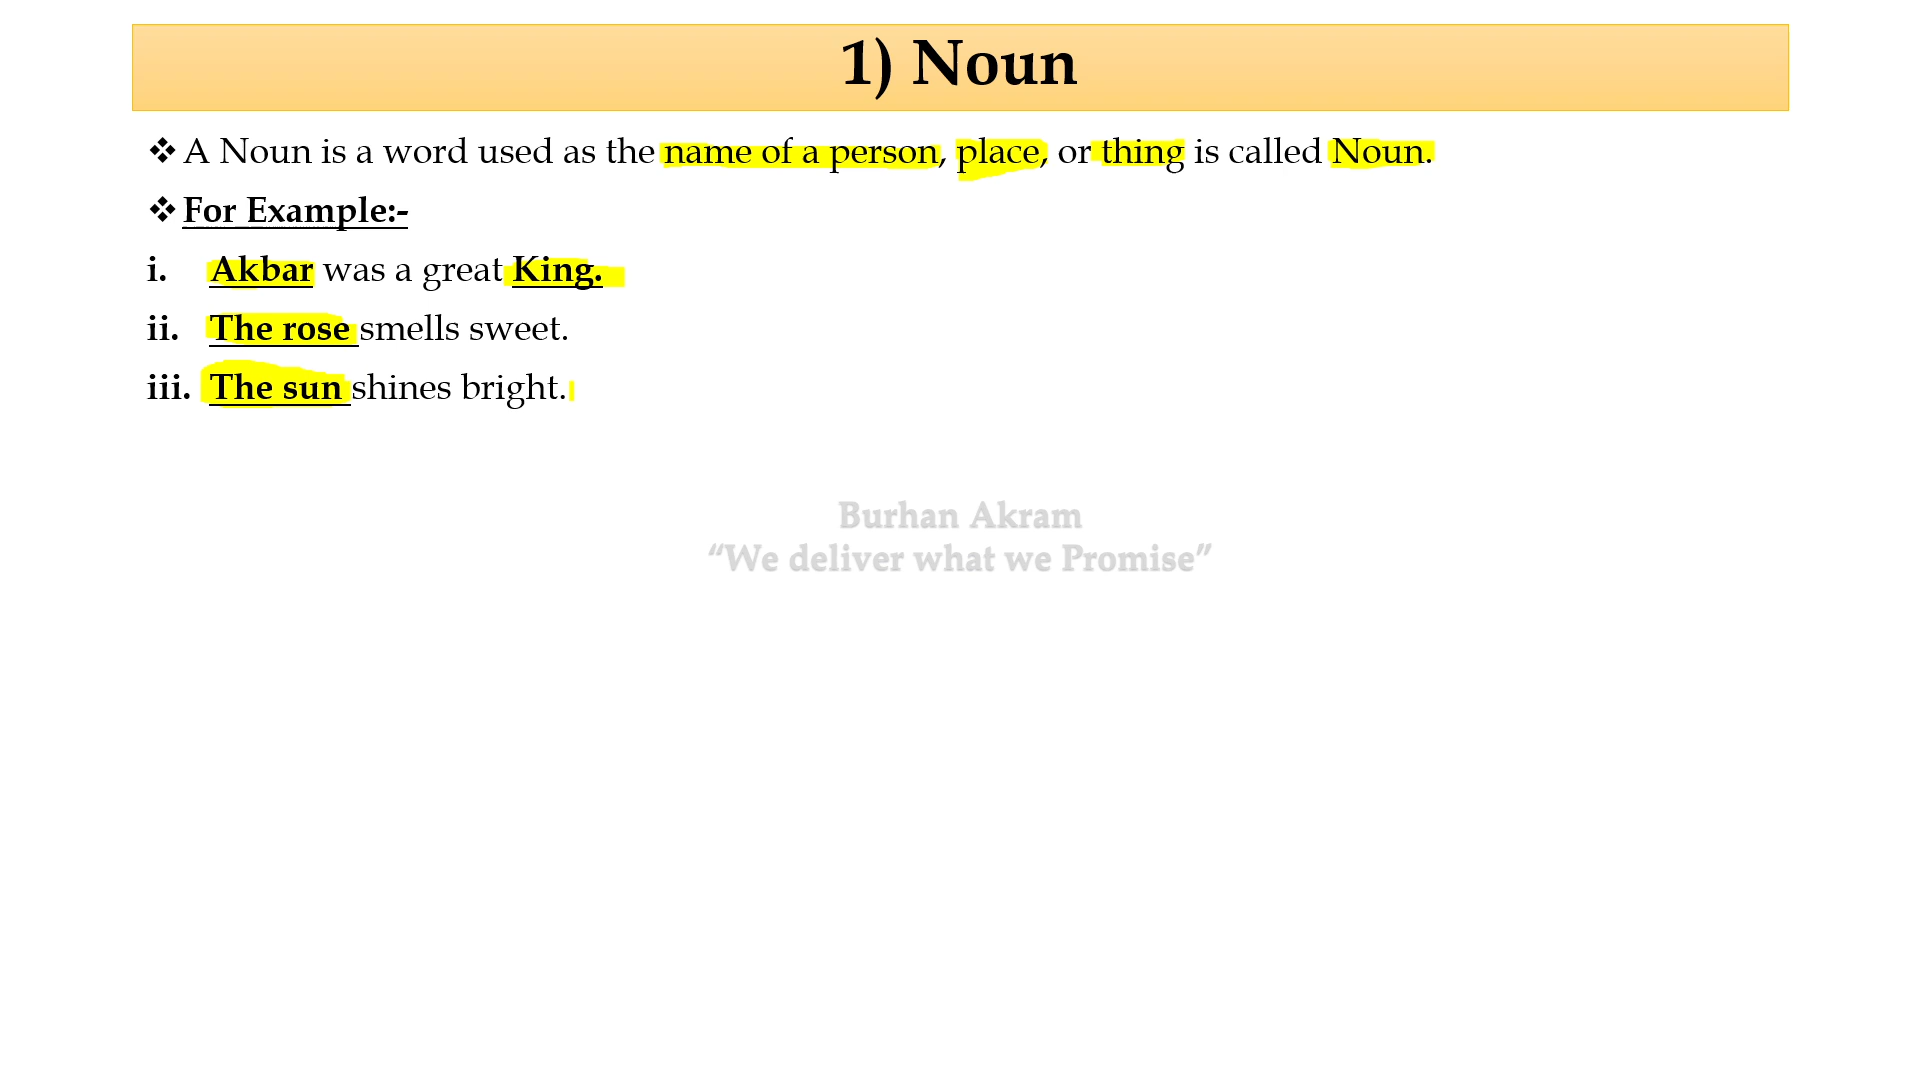 1) Noun
❖ A Noun is a word used as the name of a person, place, or thing is called Noun.
❖ For Example:-
i. Akbar was a great King.
ii. The rose smells sweet.
iii. The sun shines bright.
Burhan Akram
“We deliver what we Promise”